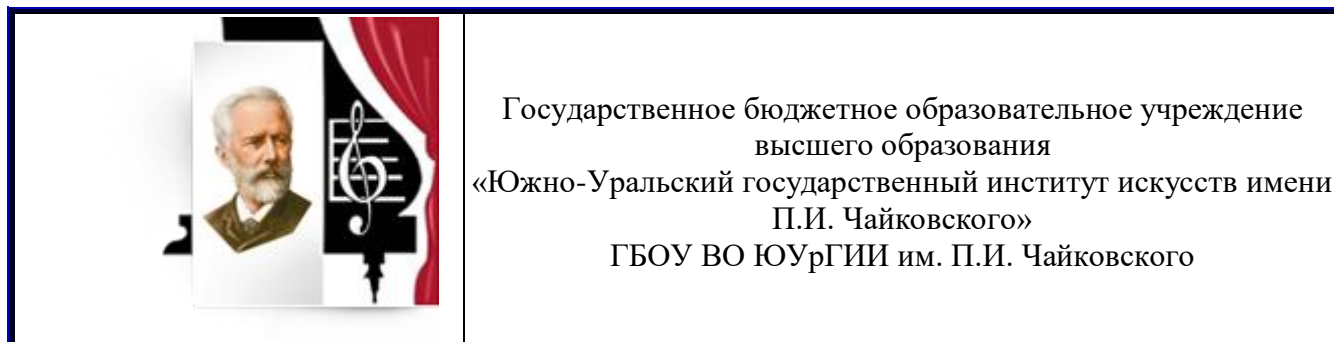 Государственное бюджетное образовательное учреждение
высшего образования
«Южно-Уральский государственный институт искусств имени
П.И. Чайковского»
ГБОУ ВО ЮУрГИИ им. П.И. Чайковского